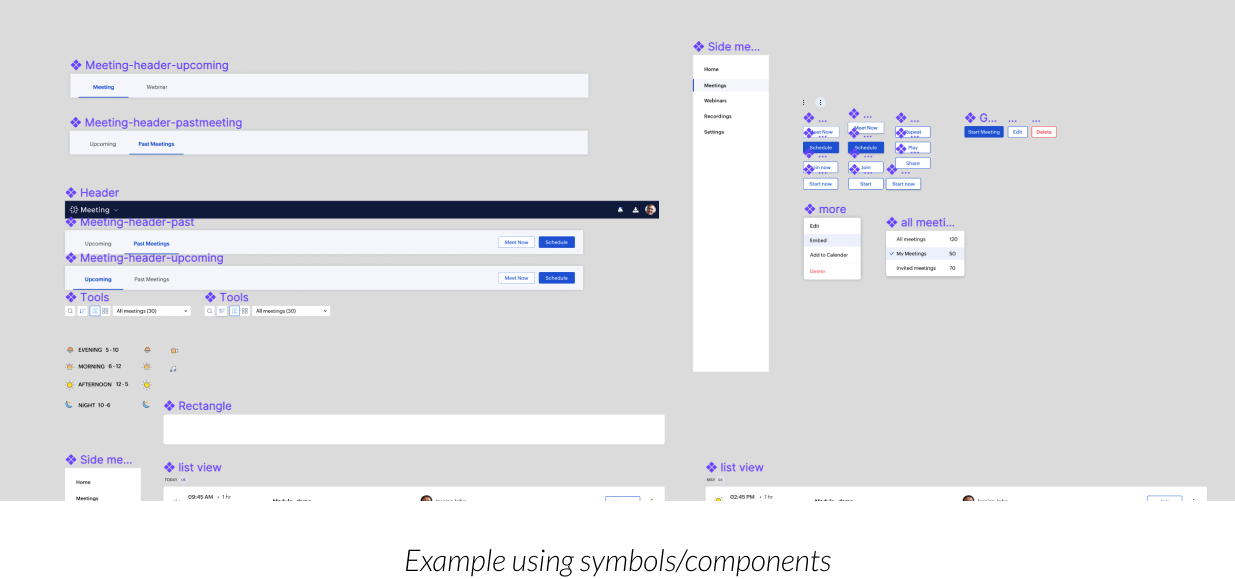 Meeting-header-upcoming
Meeting Webinar
Meeting-header-pastmeeting
Upcoming Past Meetings
Header
Meeting
Meeting-header-past
Upcoming Past Meetings Meet Now Schedule
Meeting-header-upcoming
Upcoming Past Meetings Meet Now Schedule
Tools Tools
All meetings (30) All meetings (30)
EVENING 5-10
MORNING 6-12
AFTERNOON 12-5
NIGHT 10-6
Rectangle
Side me...
Home
Meetings
list view
TODAY
09:45 AM • 1 hr
Side me...
Home
Meetings
Webinars
Recordings
Settings
... ... ...
Meet Now Meet Now Repeat
... ... ...
Schedule Schedule Play
... ... Share
Join now Join
... ... ...
Start now Start Start now
G... ... ...
Start Meeting Edit Delete
more
Edit
Embed
Add to Calender
Delete
all meeti...
All meetings 120
My Meetings 50
Invited meetings 70
list view
MAY
02:45 PM • 1 hr
Example using symbols/components